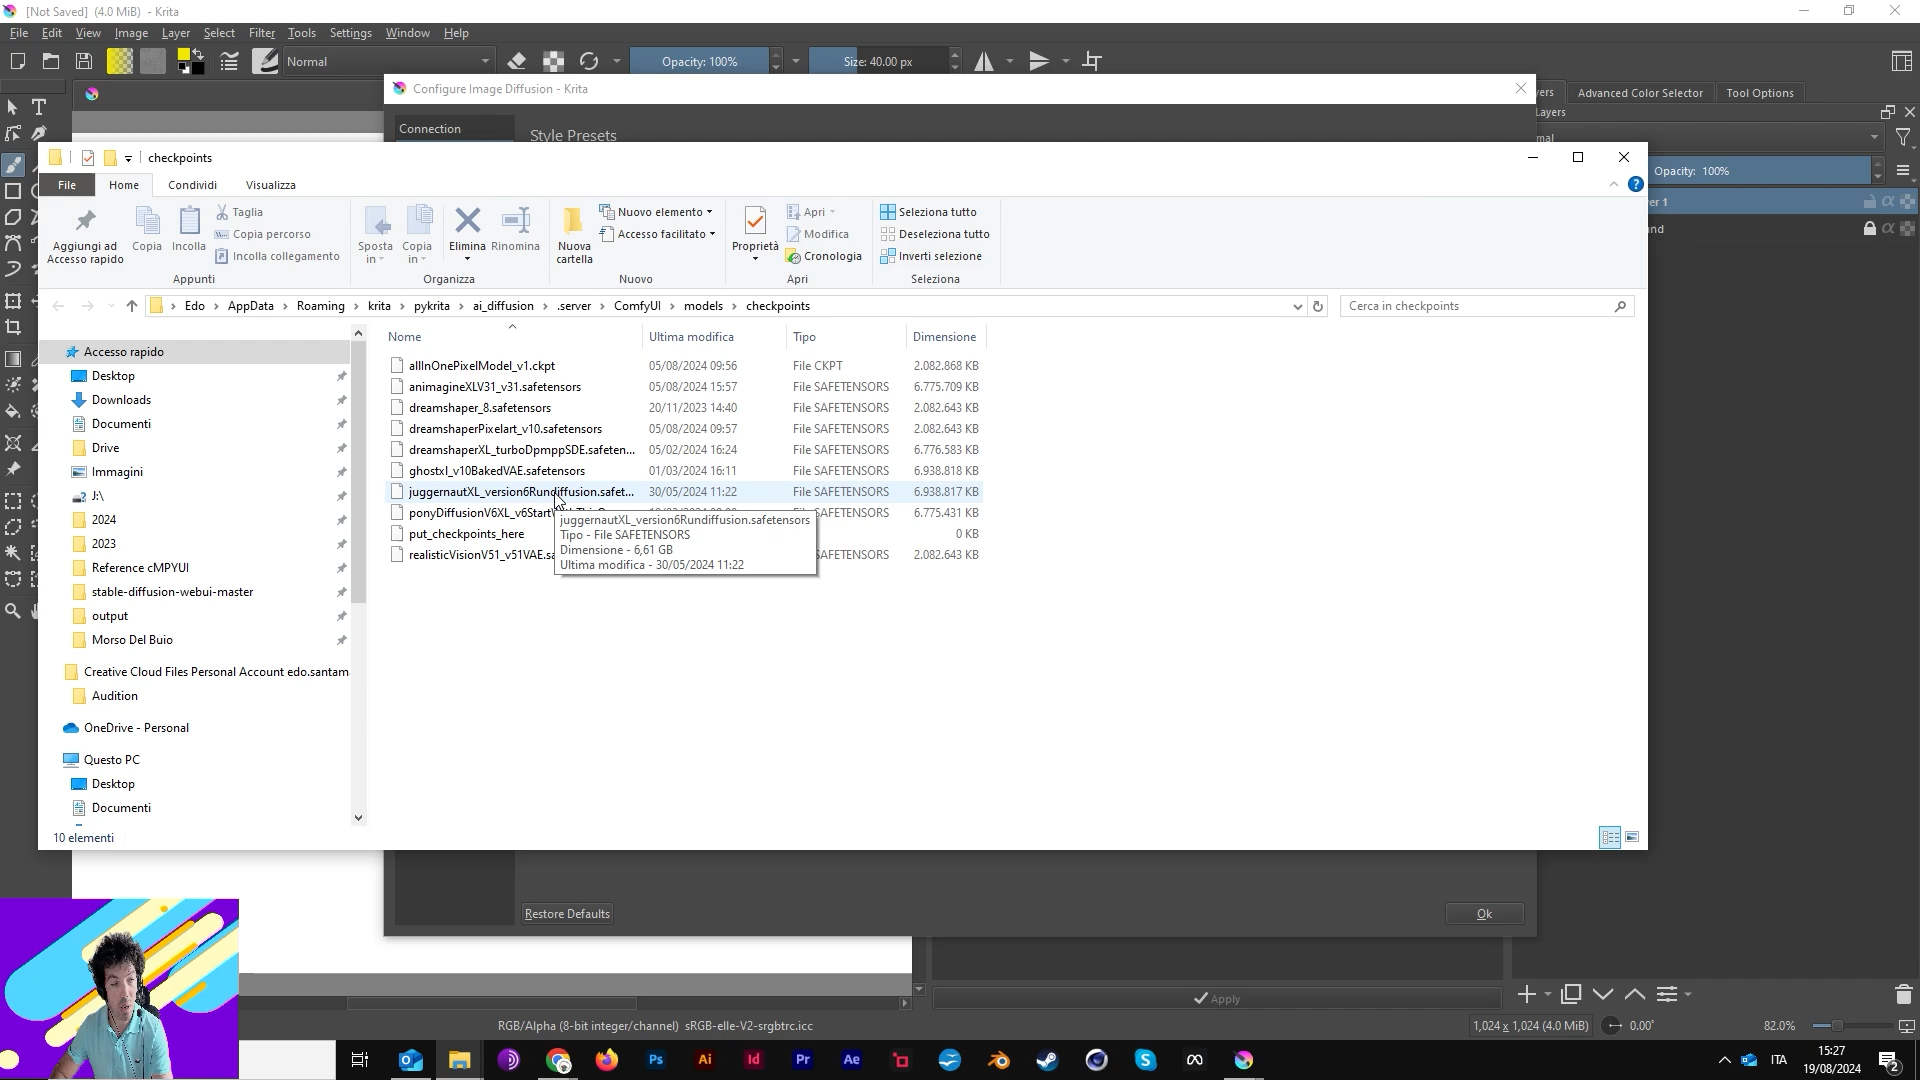 [Not Saved] (4.0 MiB) - Krita
File Edit View Image Layer Select Filter Tools Settings Window Help
Normal
Opacity: 100%
Size: 40.00 px
Configure Image Diffusion - Krita
Advanced Color Selector
Tool Options
Connection
Style Presets
ayers
Opacity: 100%
er 1
checkpoints
File Home Condividi Visualizza
Aggiungi ad Accesso rapido
Copia
Incolla
Taglia
Copia percorso
Incolla collegamento
Appunti
Sposta in
Copia in
Elimina
Rinomina
Organizza
Nuova cartella
Nuovo elemento
Accesso facilitato
Nuovo
Proprietà
Apri
Modifica
Cronologia
Apri
Seleziona tutto
Deseleziona tutto
Inverti selezione
Seleziona
Edo > AppData > Roaming > krita > pykrita > ai_diffusion > .server > ComfyUI > models > checkpoints
Cerca in checkpoints
Nome Ultima modifica Tipo Dimensione
allInOnePixelModel_v1.ckpt 05/08/2024 09:56 File CKPT 2.082.868 KB
animagineXLV31_v31.safetensors 05/08/2024 15:57 File SAFETENSORS 6.775.709 KB
dreamshaper_8.safetensors 20/11/2023 14:40 File SAFETENSORS 2.082.643 KB
dreamshaperPixelart_v10.safetensors 05/08/2024 09:57 File SAFETENSORS 2.082.643 KB
dreamshaperXL_turboDpmppSDE.safeten... 05/02/2024 16:24 File SAFETENSORS 6.776.583 KB
ghostxl_v10BakedVAE.safetensors 01/03/2024 16:11 File SAFETENSORS 6.938.818 KB
juggernautXL_version6Rundiffusion.safet... 30/05/2024 11:22 File SAFETENSORS 6.938.817 KB
ponyDiffusionV6XL_v6Start File SAFETENSORS 6.775.431 KB
put_checkpoints_here 0 KB
realisticVisionV51_v51VAE.sa SAFETENSORS 2.082.643 KB
juggernautXL_version6Rundiffusion.safetensors
Tipo - File SAFETENSORS
Dimensione - 6,61 GB
Ultima modifica - 30/05/2024 11:22
Accesso rapido
Desktop
Downloads
Documenti
Drive
Immagini
J:\
2024
2023
Reference cMPYUI
stable-diffusion-webui-master
output
Morso Del Buio
Creative Cloud Files Personal Account edo.santam
Audition
OneDrive - Personal
Questo PC
Desktop
Documenti
10 elementi
Restore Defaults
Ok
Apply
RGB/Alpha (8-bit integer/channel) sRGB-elle-V2-srgbtrc.icc
1,024 x 1,024 (4.0 MiB)
0.00°
82.0%
Ps Ai Id Pr Ae
ITA
15:27
19/08/2024
2